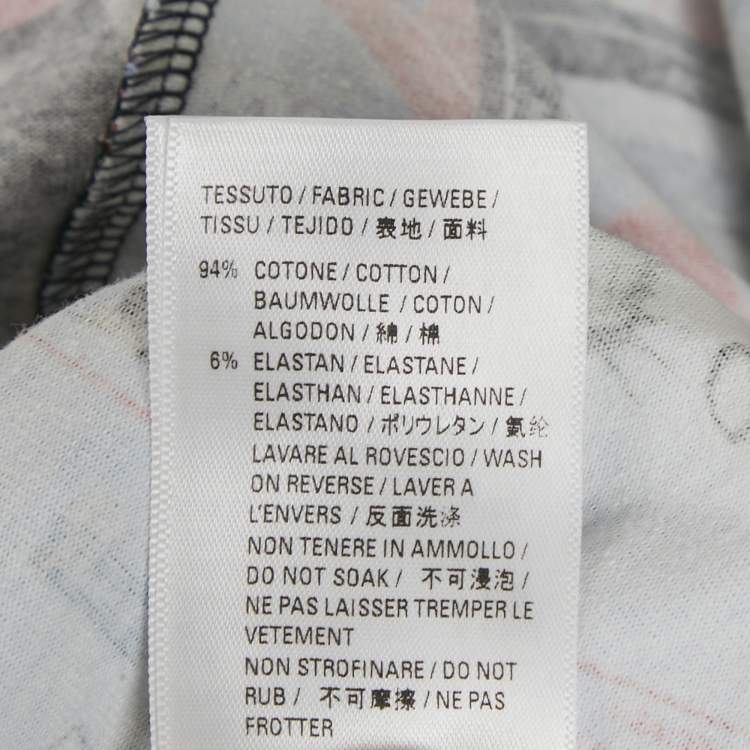 TESSUTO / FABRIC / GEWEBE /
TISSU / TEJIDO / 表地 / 面料
94% COTONE / COTTON /
BAUMWOLLE / COTON /
ALGODON / 綿 / 棉
6% ELASTAN / ELASTANE /
ELASTHAN / ELASTHANNE /
ELASTANO / ポリウレタン / 氨纶
LAVARE AL ROVESCIO / WASH
ON REVERSE / LAVER A
L'ENVERS / 反面洗涤
NON TENERE IN AMMOLLO /
DO NOT SOAK / 不可浸泡 /
NE PAS LAISSER TREMPER LE
VETEMENT
NON STROFINARE / DO NOT
RUB / 不可摩擦 / NE PAS
FROTTER